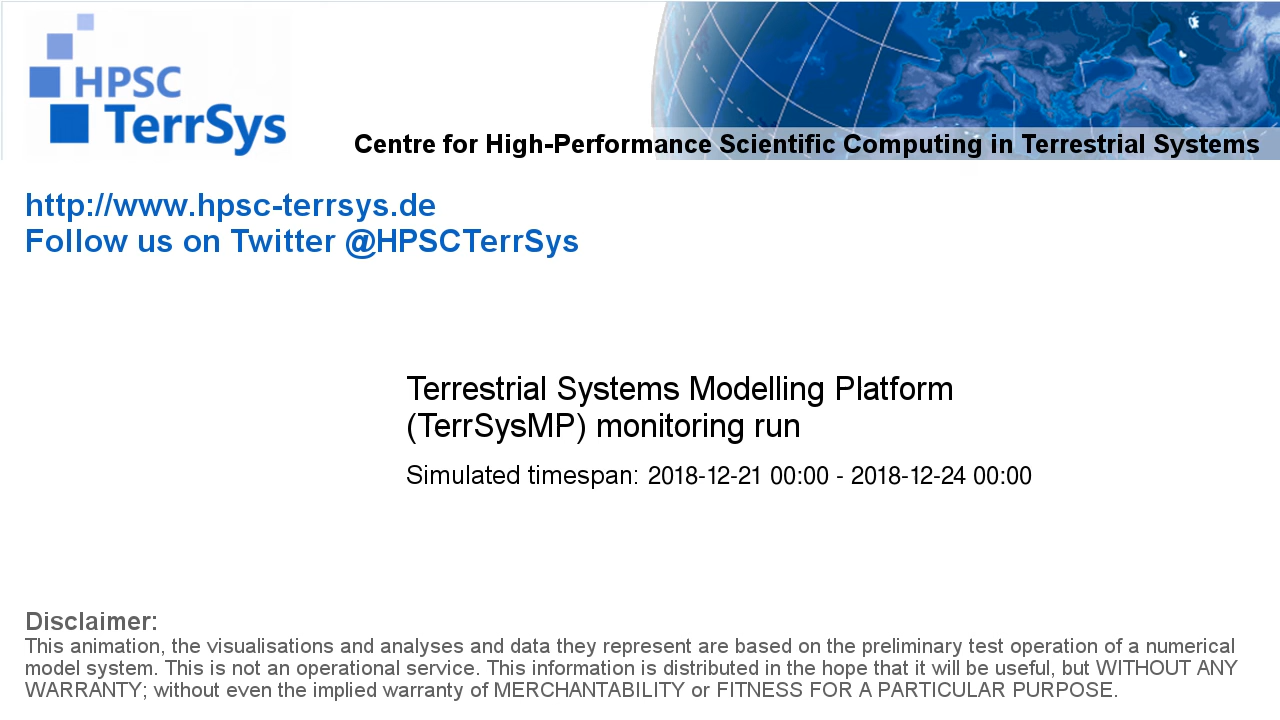 HPSC
TerrSys
Centre for High-Performance Scientific Computing in Terrestrial Systems
http://www.hpsc-terrsys.de
Follow us on Twitter @HPSCTerrSys
Terrestrial Systems Modelling Platform
(TerrSysMP) monitoring run
Simulated timespan: 2018-12-21 00:00 - 2018-12-24 00:00
Disclaimer:
This animation, the visualisations and analyses and data they represent are based on the preliminary test operation of a numerical
model system. This is not an operational service. This information is distributed in the hope that it will be useful, but WITHOUT ANY
WARRANTY; without even the implied warranty of MERCHANTABILITY or FITNESS FOR A PARTICULAR PURPOSE.